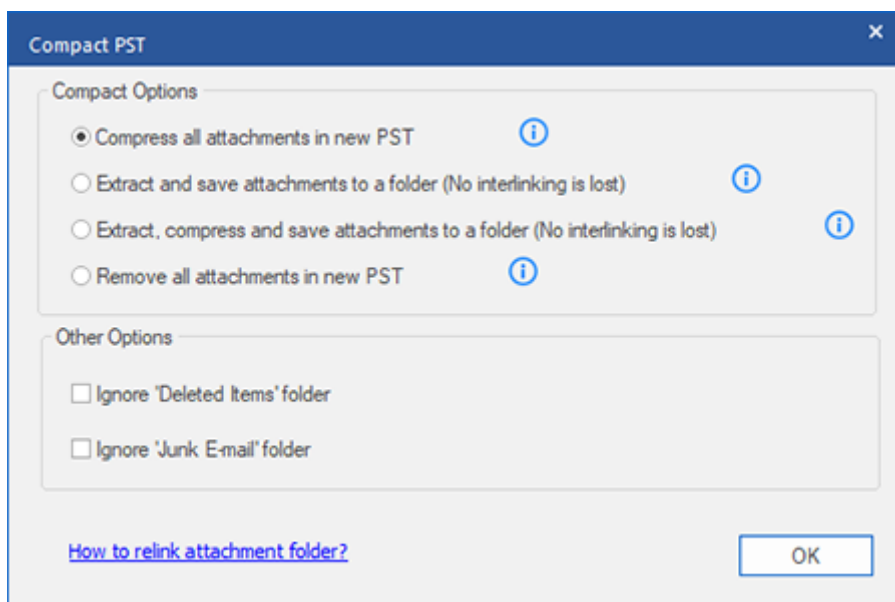 Compact PST
Compact Options
Compress all attachments in new PST
Extract and save attachments to a folder (No interlinking is lost)
Extract, compress and save attachments to a folder (No interlinking is lost)
Remove all attachments in new PST
Other Options
Ignore 'Deleted Items' folder
Ignore 'Junk E-mail' folder
How to relink attachment folder?
OK